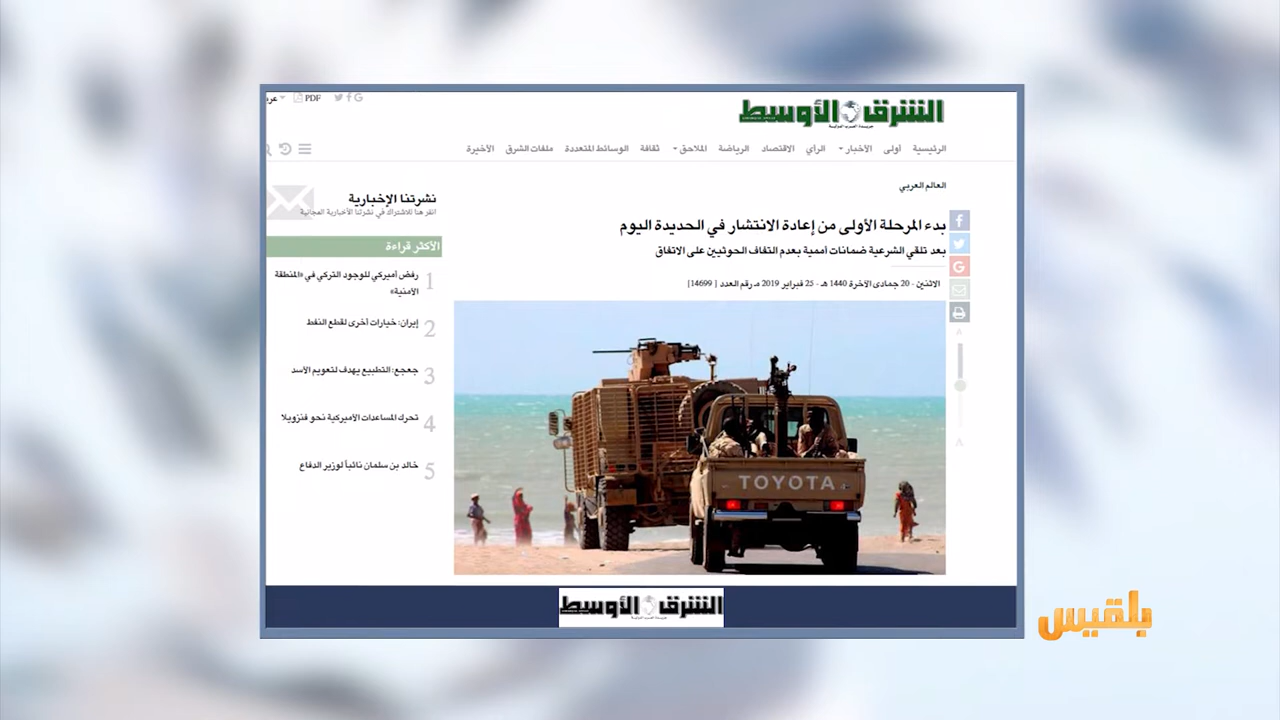 الشرق الأوسط
جريدة العرب الدولية
PDF
الرئيسية أولى الأخبار الرأي الاقتصاد الرياضة الملاحق ثقافة الوسائط المتعددة ملفات الشرق الأخيرة
العالم العربي
بدء المرحلة الأولى من إعادة الانتشار في الحديدة اليوم
بعد تلقي الشرعية ضمانات أممية بعدم التفاف الحوثيين على الاتفاق
الاثنين - 20 جمادى الآخرة 1440 هـ - 25 فبراير 2019 مـ رقم العدد [ 14699]
TOYOTA
نشرتنا الإخبارية
انقر هنا للاشتراك في نشرتنا الأخبارية المجانية
الأكثر قراءة
1 رفض أميركي للوجود التركي في «المنطقة
الآمنية»
2 إيران: خيارات أخرى لقطع النفط
3 جعجع: التطبيع يهدف لتعويم الأسد
4 تحرك المساعدات الأميركية نحو فنزويلا
5 خالد بن سلمان نائباً لوزير الدفاع
الشرق الأوسط
بلقيس